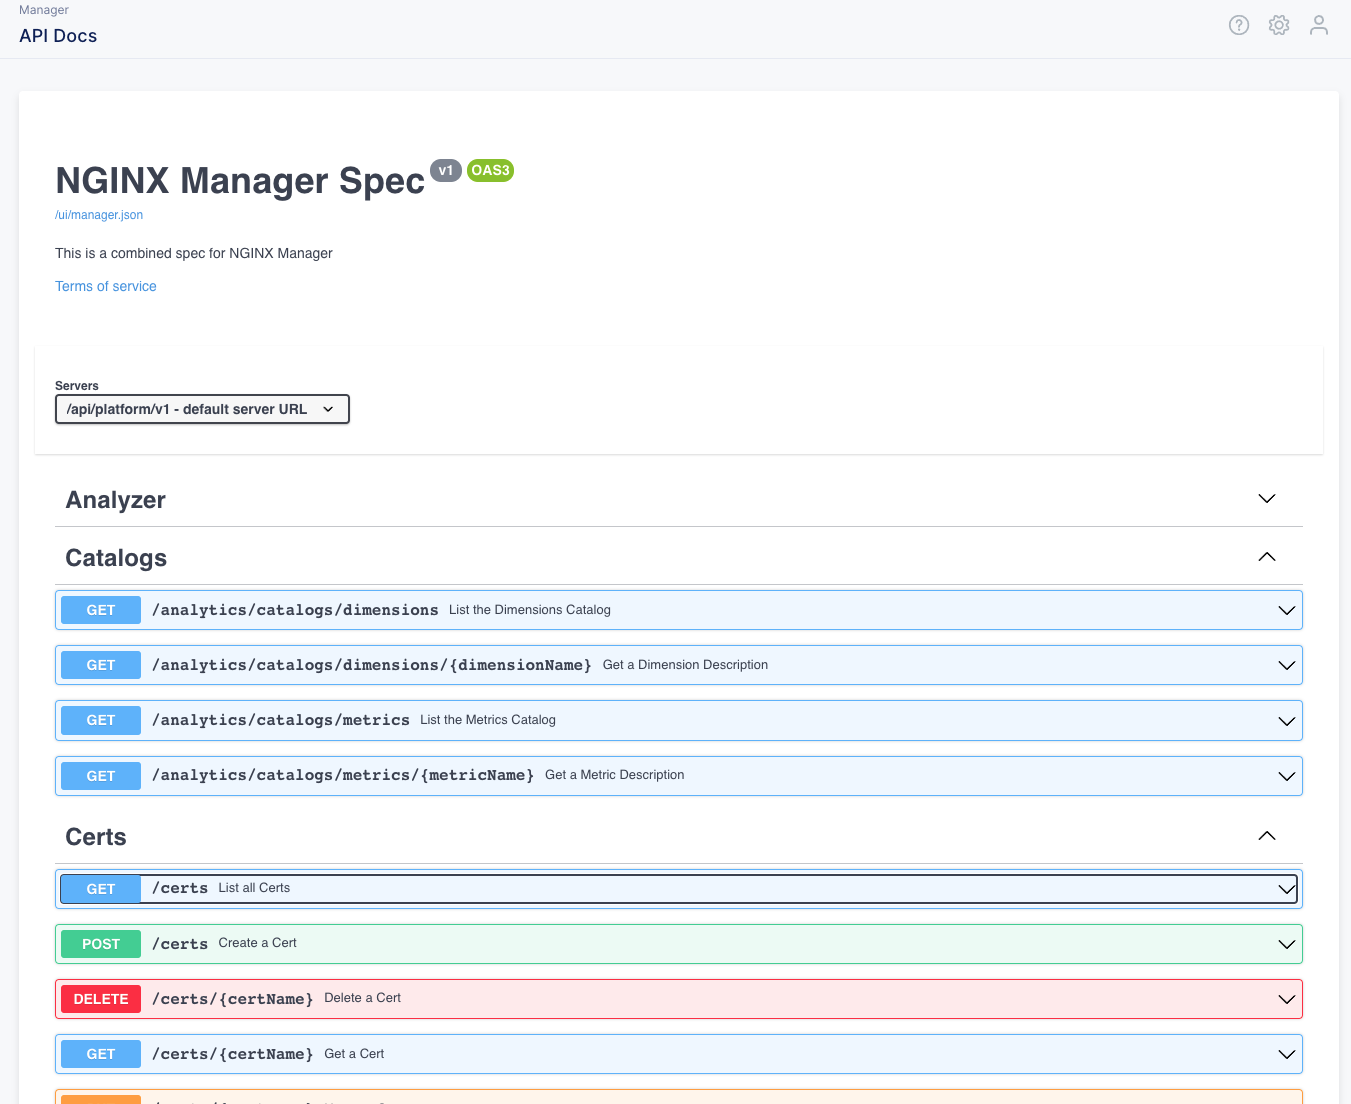 Manager
API Docs
NGINX Manager Spec v1 OAS3
/ui/manager.json
This is a combined spec for NGINX Manager
Terms of service
Servers
/api/platform/v1 - default server URL
Analyzer
Catalogs
GET /analytics/catalogs/dimensions List the Dimensions Catalog
GET /analytics/catalogs/dimensions/{dimensionName} Get a Dimension Description
GET /analytics/catalogs/metrics List the Metrics Catalog
GET /analytics/catalogs/metrics/{metricName} Get a Metric Description
Certs
GET /certs List all Certs
POST /certs Create a Cert
DELETE /certs/{certName} Delete a Cert
GET /certs/{certName} Get a Cert